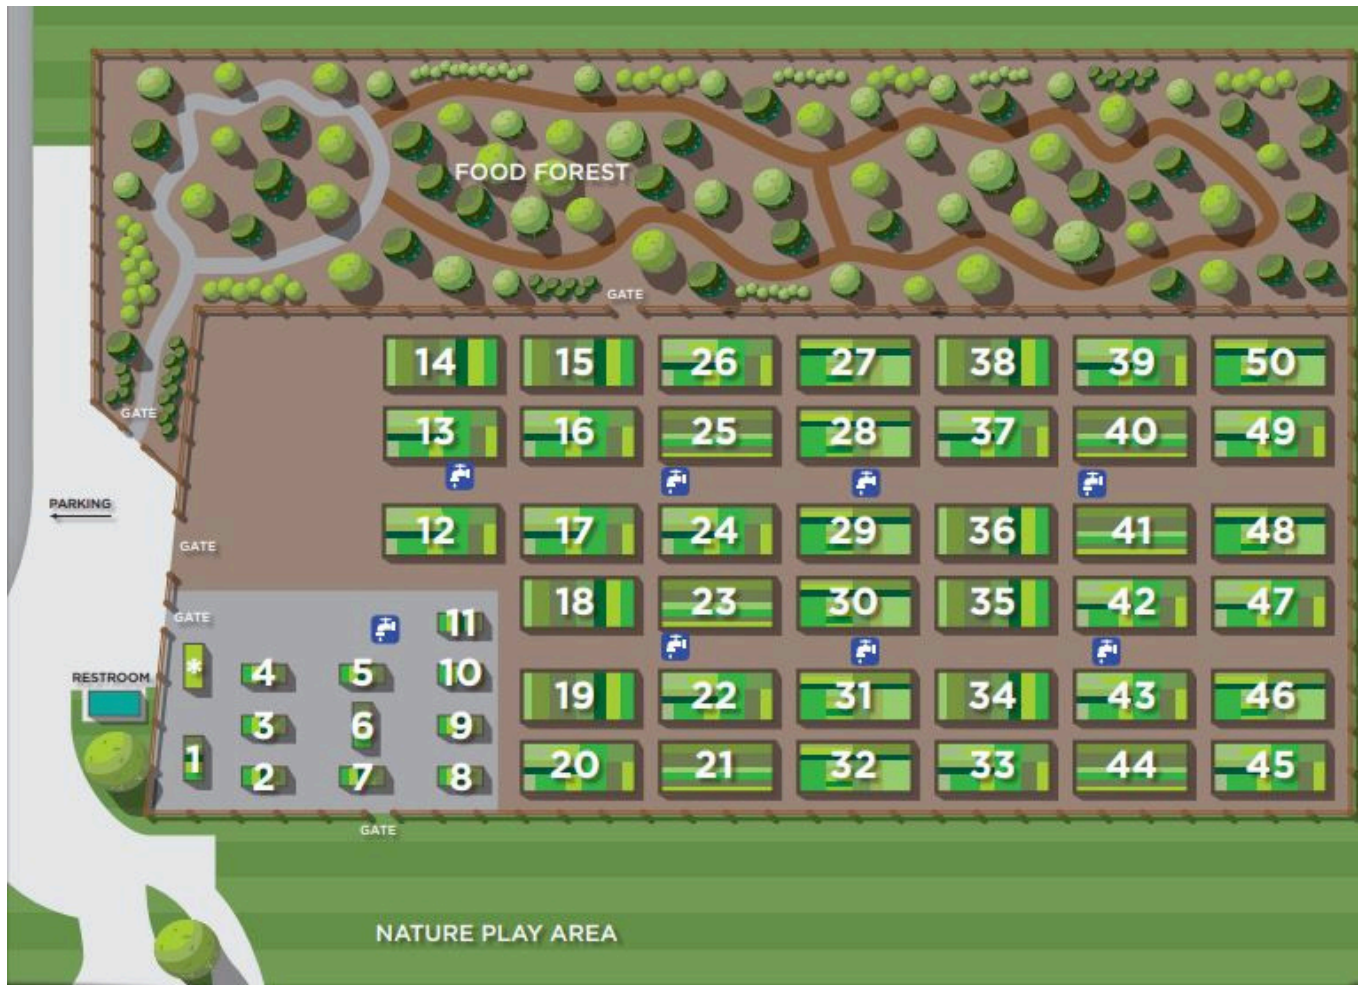 FOOD FOREST
GATE
14 15 26 27 38 39 50
GATE
13 16 25 28 37 40 49
PARKING
12 17 24 29 36 41 48
GATE
18 23 30 35 42 47
GATE
11
* 4 5 10
RESTROOM
19 22 31 34 43 46
3 6 9
1 2 7 8
20 21 32 33 44 45
GATE
NATURE PLAY AREA